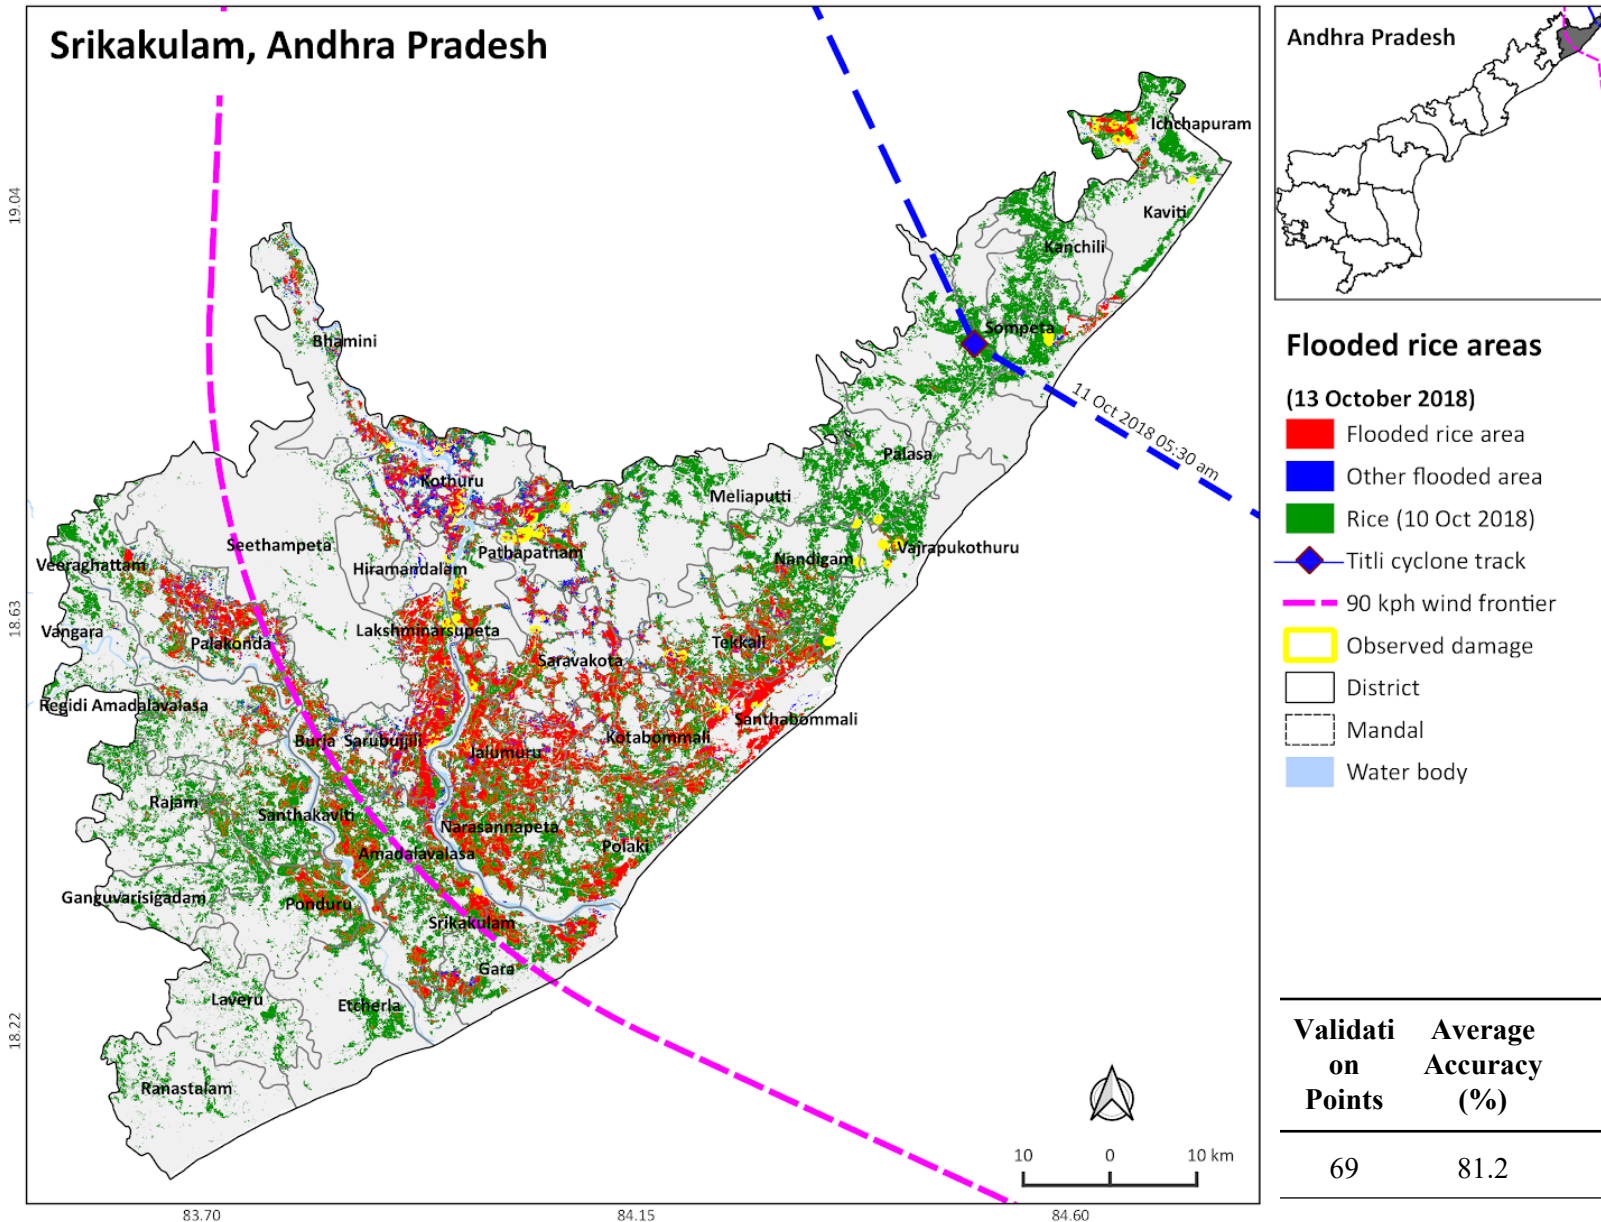 Srikakulam, Andhra Pradesh
Andhra Pradesh
Ichchapuram
Kaviti
Kanchili
Sompeta
11 Oct 2018 05:30 am
Bhamini
Palasa
Kothuru
Meliaputti
Seethampeta
Pathapatnam
Vajrapukothuru
Nandigam
Veeraghattam
Hiramandalam
Vangara
Lakshminarsupeta
Palakonda
Tekkali
Saravakota
Regidi Amadalavalasa
Santhabommali
Burja
Sarubujjili
Kotabommali
Jalumuru
Rajam
Santhakaviti
Narasannapeta
Polaki
Amadalavalasa
Ganguvarisigadam
Ponduru
Srikakulam
Gara
Laveru
Etcherla
Ranastalam
19.04
18.63
18.22
83.70
84.15
84.60
10 0 10 km
Flooded rice areas
(13 October 2018)
Flooded rice area
Other flooded area
Rice (10 Oct 2018)
Titli cyclone track
90 kph wind frontier
Observed damage
District
Mandal
Water body
Validati Average
on Accuracy
Points (%)
69 81.2